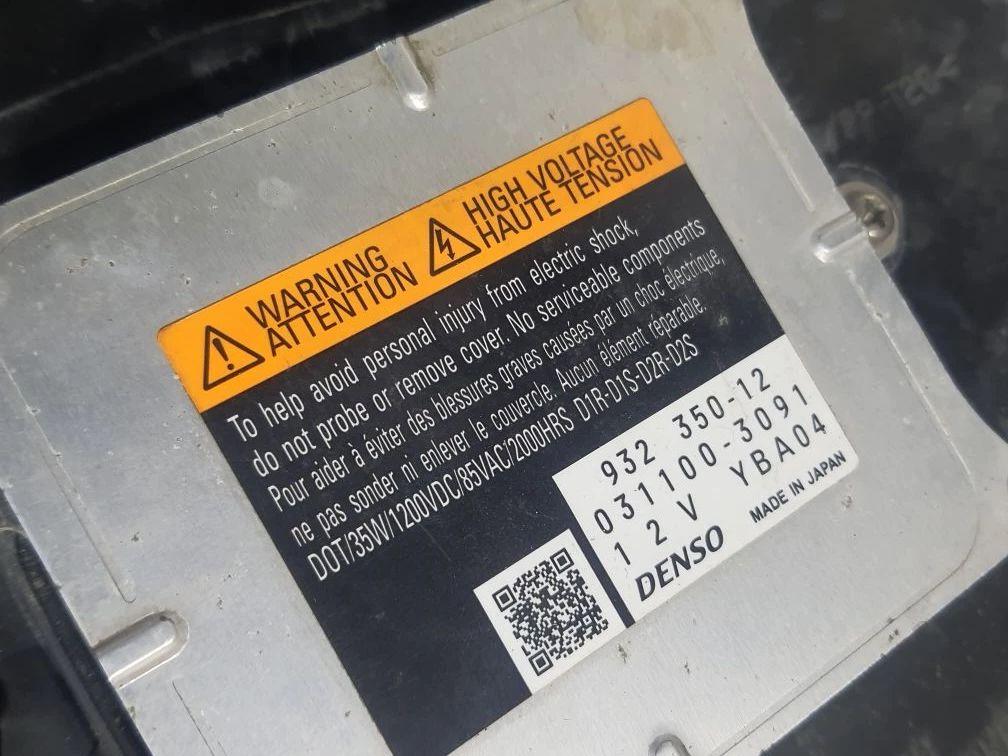 WARNING
ATTENTION
HIGH VOLTAGE
HAUTE TENSION
To help avoid personal injury from electric shock,
do not probe or remove cover. No serviceable components
Pour aider à éviter des blessures graves causées par un choc électrique,
ne pas sonder ni enlever le couvercle. Aucun elément réparable.
DOT/35W/1200VDC/85VAC/2000HRS D1R-D1S-D2R-D2S
932 350-12
031100-3091
12V YBA04
DENSO MADE IN JAPAN